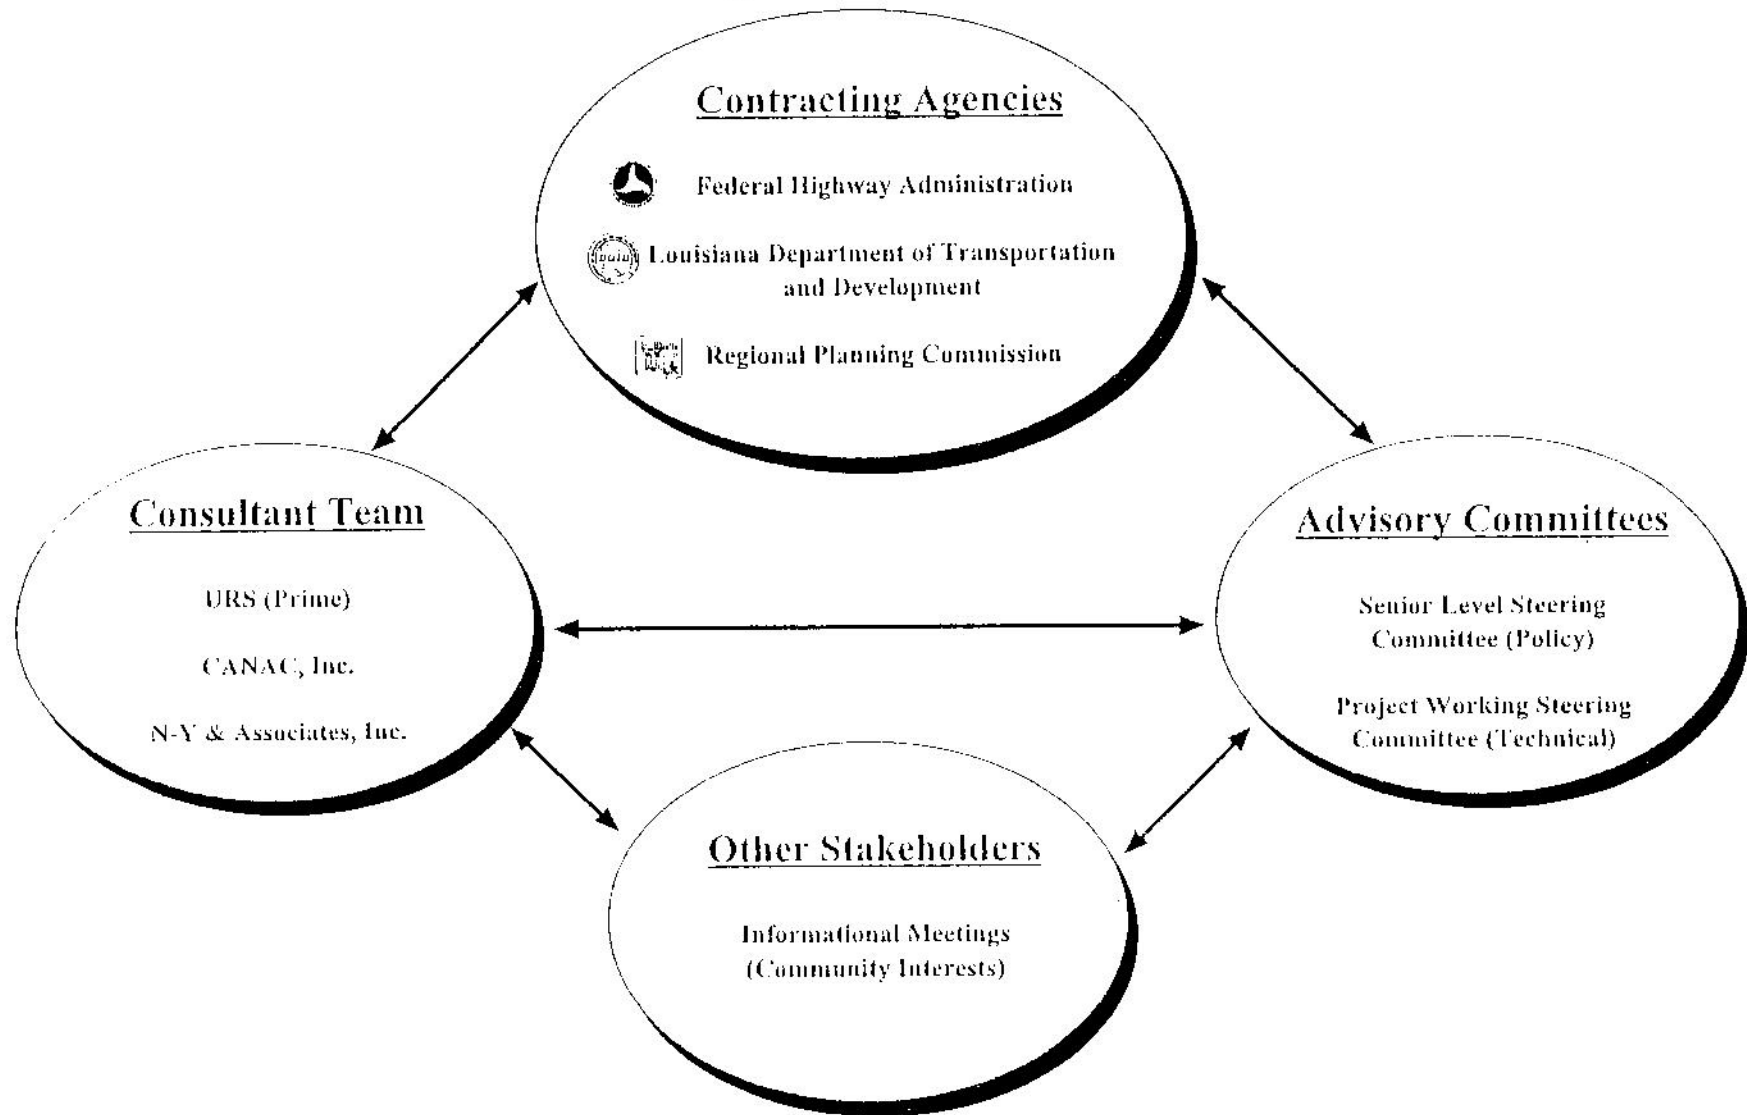 Contracting Agencies
Federal Highway Administration
Louisiana Department of Transportation
and Development
Regional Planning Commission
Consultant Team
URS (Prime)
CANAC, Inc.
N-Y & Associates, Inc.
Advisory Committees
Senior Level Steering
Committee (Policy)
Project Working Steering
Committee (Technical)
Other Stakeholders
Informational Meetings
(Community Interests)